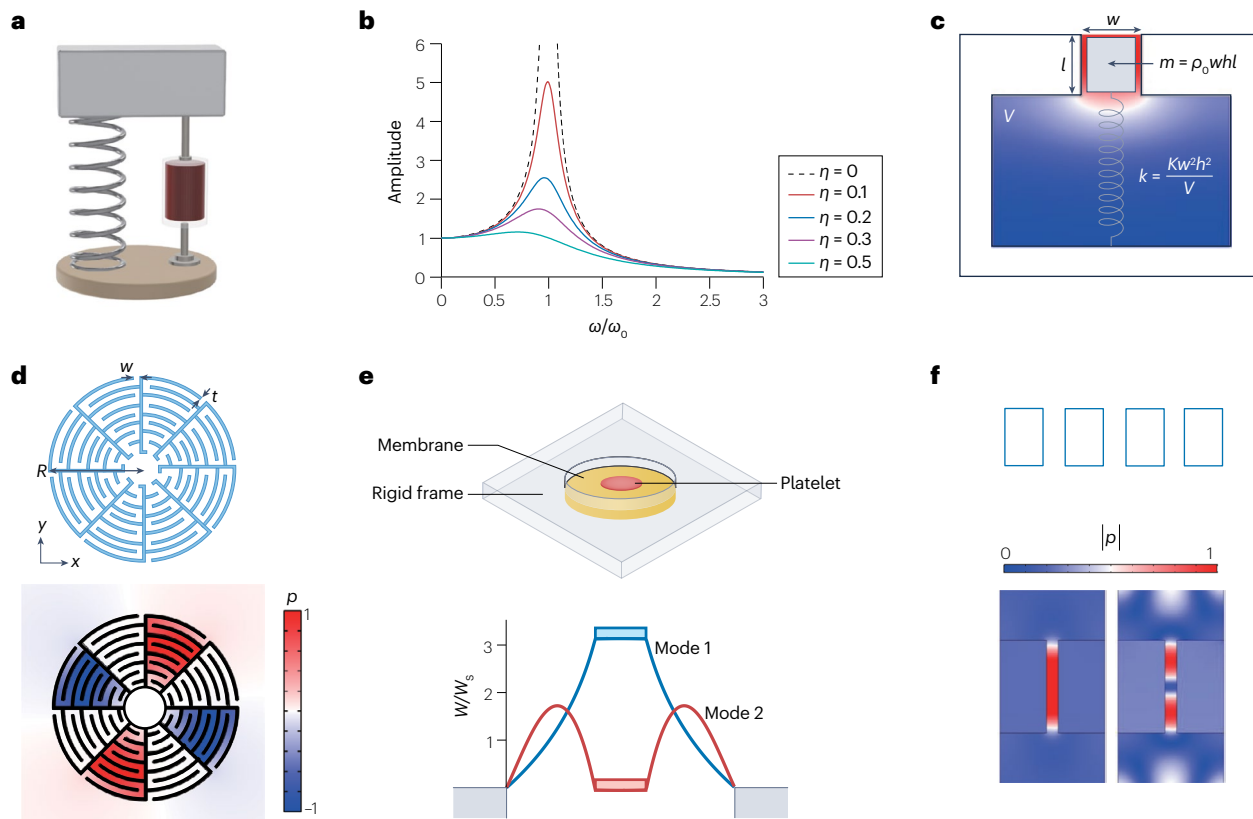 a
b
6
5
4
3
2
1
0
Amplitude
0
0.5
1
1.5
2
2.5
3
ω/ω₀
η = 0
η = 0.1
η = 0.2
η = 0.3
η = 0.5
c
w
l
m = ρ₀whl
V
k = Kw²h²
V
d
w
t
R
y
x
p
1
–1
e
Membrane
Rigid frame
Platelet
3
2
1
W/Wₛ
Mode 1
Mode 2
f
|p|
0
1